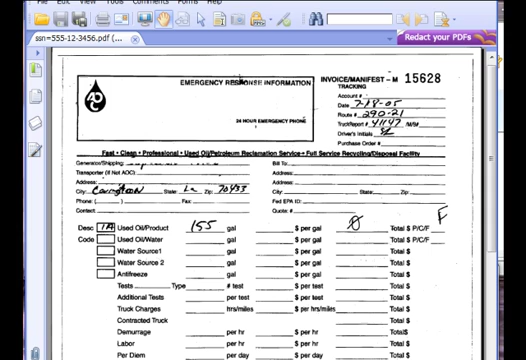 File Edit View Document Comments Forms Tools Advanced Window Help
ssn=555-12-3456.pdf (...
Redact your PDFs
EMERGENCY RESPONSE INFORMATION
24 HOUR EMERGENCY PHONE
INVOICE/MANIFEST - M 15628
TRACKING
Account #
Date 7-18-05
Route # 290-21
Truck/Report # 41147 /M/M
Driver's Initials
Purchase Order #
Fast • Clean • Professional • Used Oil/Petroleum Reclamation Service • Full Service Recycling/Disposal Facility
Generator/Shipping: Bill To:
Transporter (if Net AOC): Address:
Address: Address:
City: Covington State: La Zip: 70433 City: State: Zip:
Phone: ( ) Fax: Fed EPA ID:
Contact: Quote: #
Desc 1A Used Oil/Product 155 gal $ per gal Ø Total $ P/C/F F
Code Used Oil/Water gal $ per gal Total $ P/C/F
Water Source1 gal $ per gal Total $
Water Source 2 gal $ per gal Total $
Antifreeze gal $ per gal Total $
Tests Type # test $ per test Total $
Additional Tests per test $ per test Total $
Truck Charges hrs/miles $ per hr/miles Total $
Contracted Truck Total $
Demurrage per hr $ per hr Total$
Labor per hr $ per hr Total $
Per Diem per day $ per day Total $